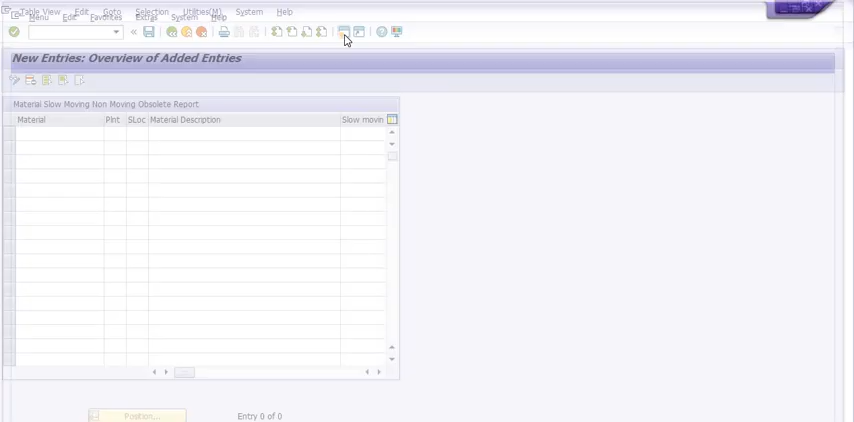 Table View Edit Goto Selection Utilities(M) System Help
Menu Edit Favorites Extras System Help
New Entries: Overview of Added Entries
Material Slow Moving Non Moving Obsolete Report
Material Plnt SLoc Material Description Slow movin
Position... Entry 0 of 0